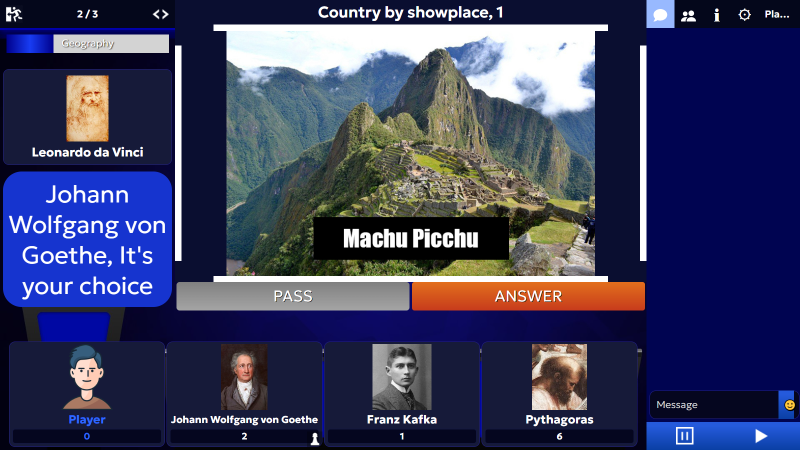 2 / 3
Country by showplace, 1
Pla...
Geography
Leonardo da Vinci
Johann
Wolfgang von
Goethe, It's
your choice
Machu Picchu
PASS
ANSWER
Player
0
Johann Wolfgang von Goethe
2
Franz Kafka
1
Pythagoras
6
Message